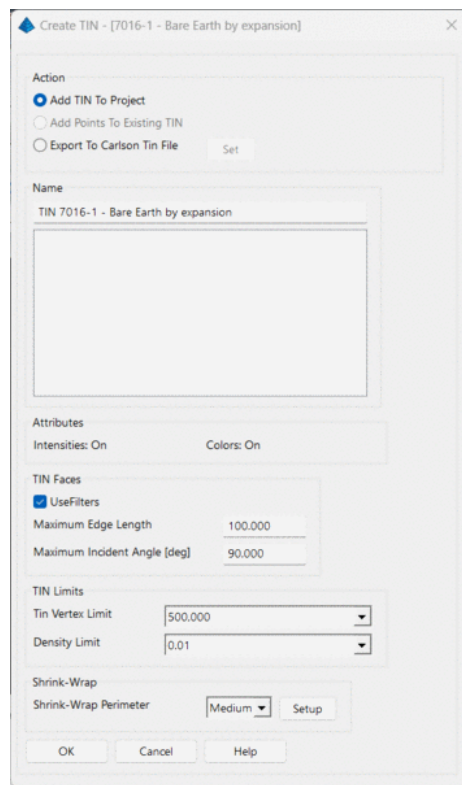 Create TIN - [7016-1 - Bare Earth by expansion]
Action
Add TIN To Project
Add Points To Existing TIN
Export To Carlson Tin File
Set
Name
TIN 7016-1 - Bare Earth by expansion
Attributes
Intensities: On Colors: On
TIN Faces
UseFilters
Maximum Edge Length 100.000
Maximum Incident Angle [deg] 90.000
TIN Limits
Tin Vertex Limit 500.000
Density Limit 0.01
Shrink-Wrap
Shrink-Wrap Perimeter Medium Setup
OK Cancel Help